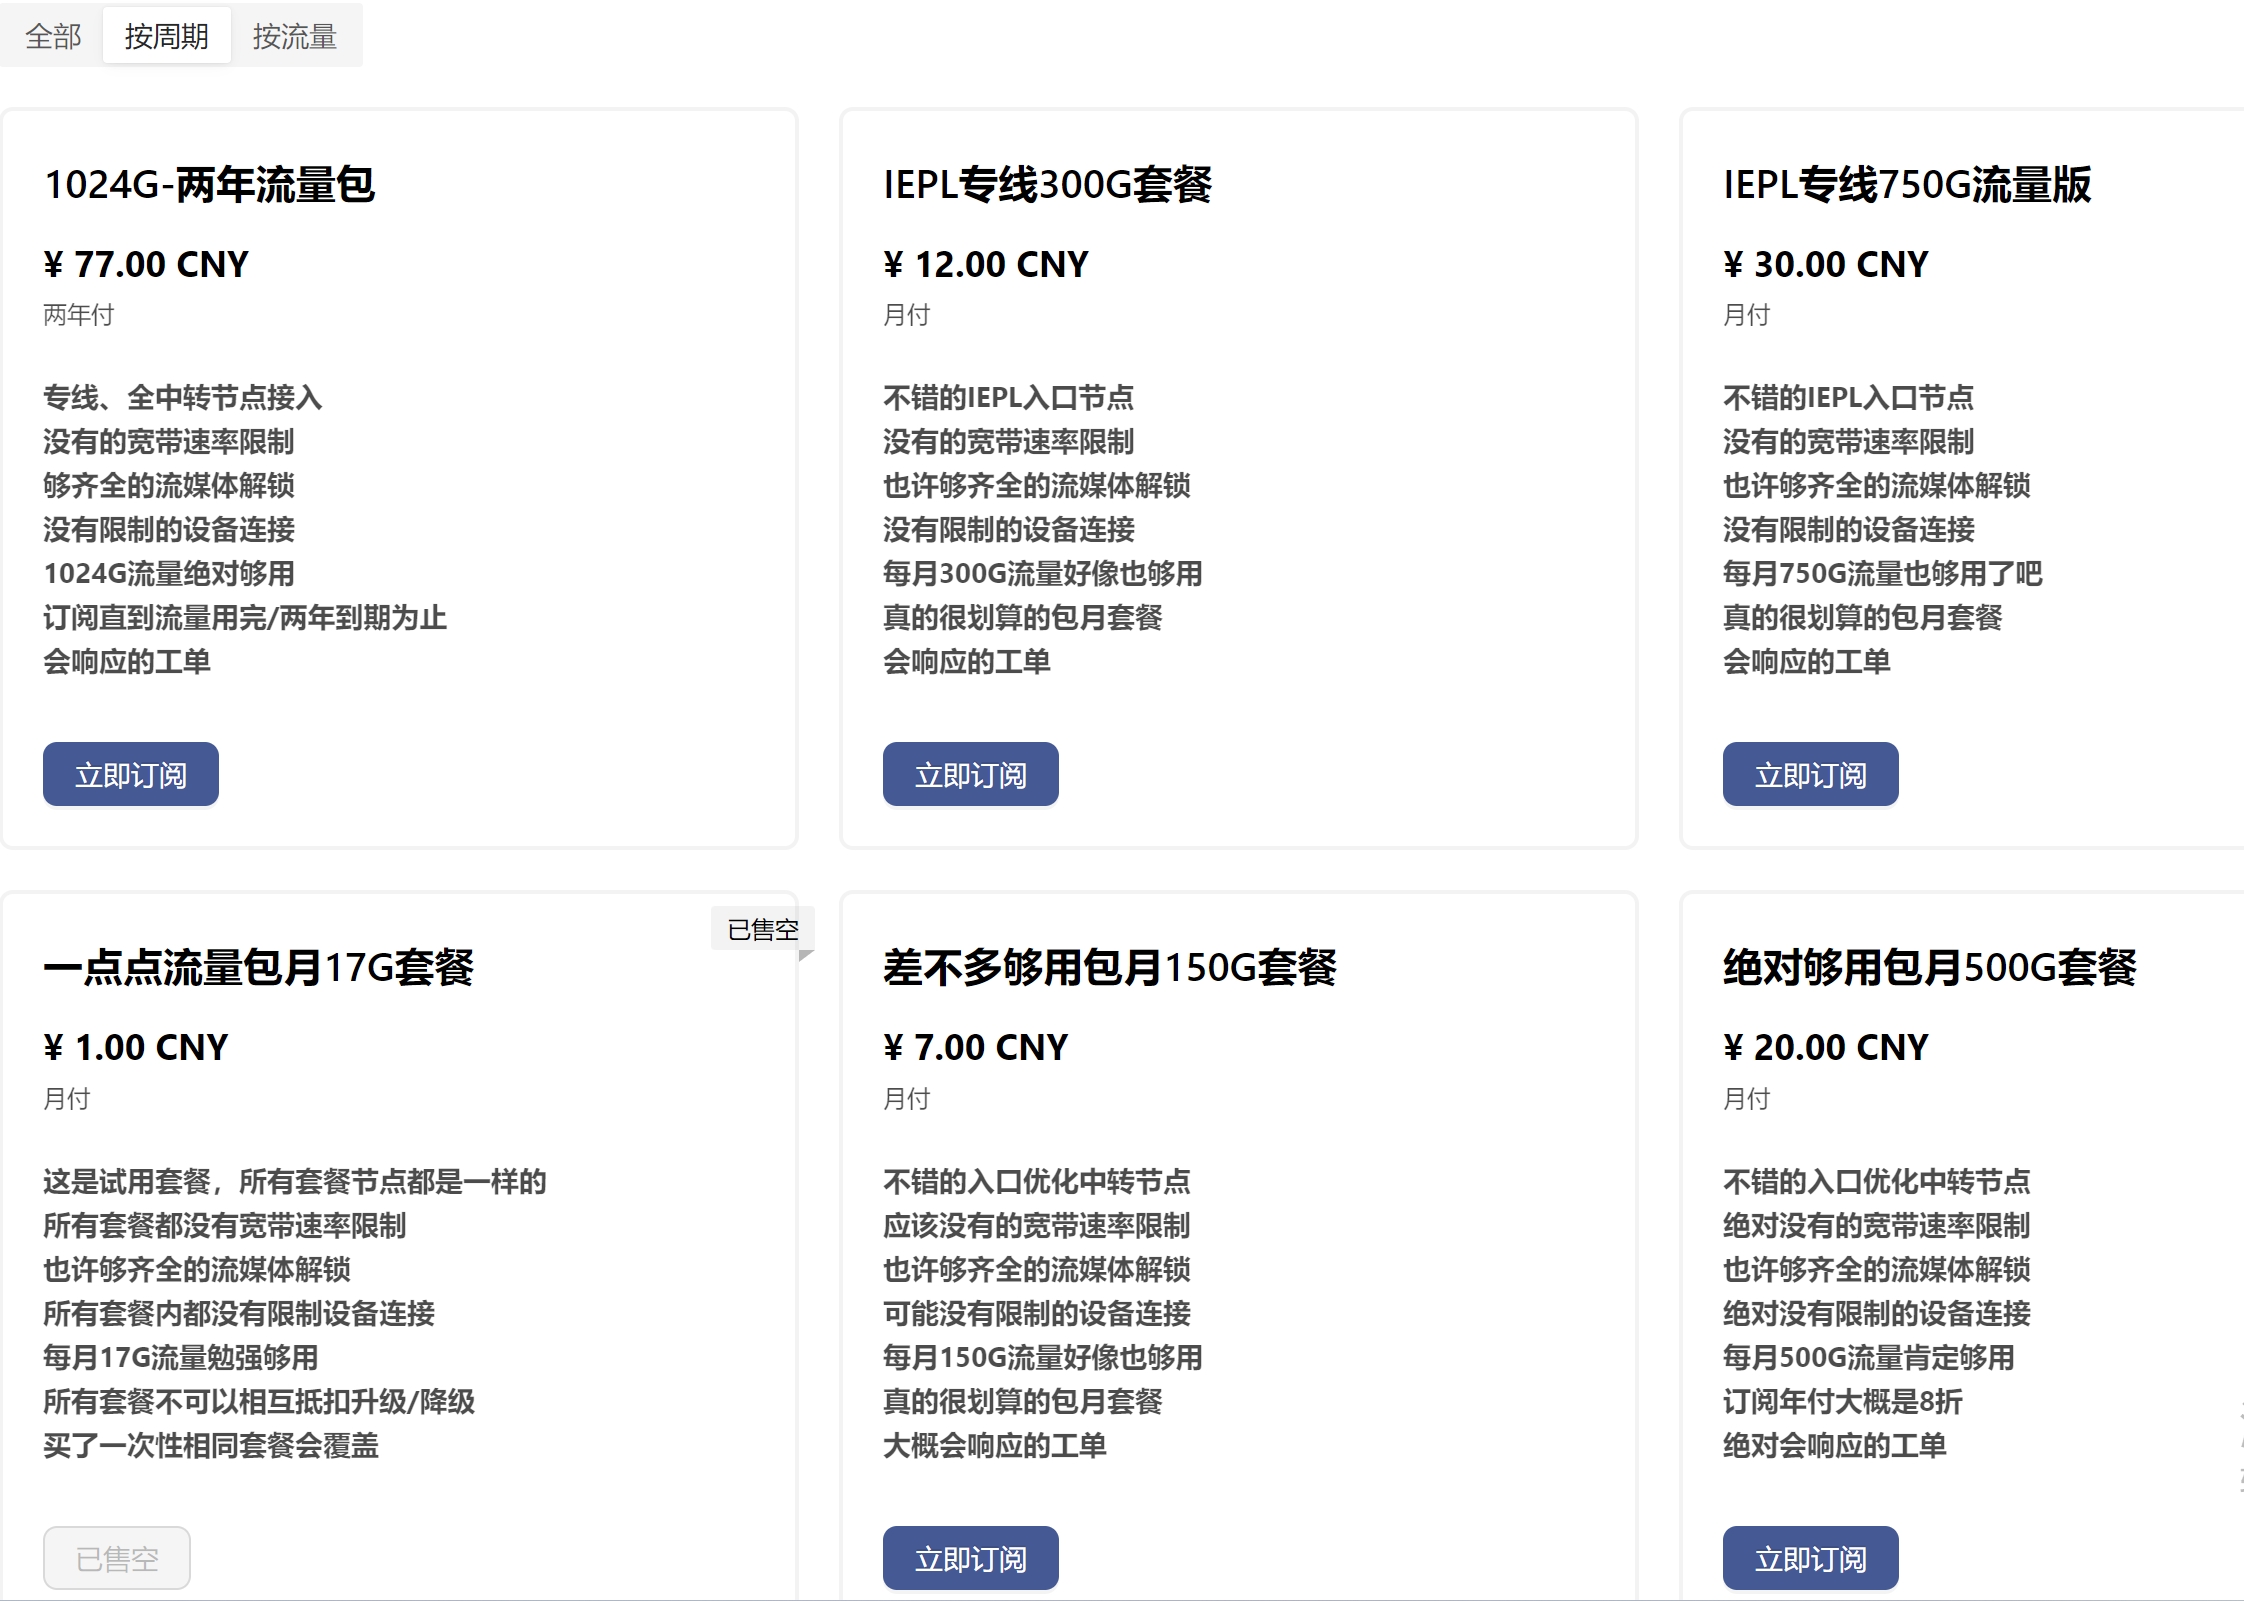 全部 按周期 按流量
1024G-两年流量包
¥ 77.00 CNY
两年付
专线、全中转节点接入
没有的宽带速率限制
够齐全的流媒体解锁
没有限制的设备连接
1024G流量绝对够用
订阅直到流量用完/两年到期为止
会响应的工单
立即订阅
IEPL专线300G套餐
¥ 12.00 CNY
月付
不错的IEPL入口节点
没有的宽带速率限制
也许够齐全的流媒体解锁
没有限制的设备连接
每月300G流量好像也够用
真的很划算的包月套餐
会响应的工单
立即订阅
IEPL专线750G流量版
¥ 30.00 CNY
月付
不错的IEPL入口节点
没有的宽带速率限制
也许够齐全的流媒体解锁
没有限制的设备连接
每月750G流量也够用了吧
真的很划算的包月套餐
会响应的工单
立即订阅
已售空
一点点流量包月17G套餐
¥ 1.00 CNY
月付
这是试用套餐，所有套餐节点都是一样的
所有套餐都没有宽带速率限制
也许够齐全的流媒体解锁
所有套餐内都没有限制设备连接
每月17G流量勉强够用
所有套餐不可以相互抵扣升级/降级
买了一次性相同套餐会覆盖
已售空
差不多够用包月150G套餐
¥ 7.00 CNY
月付
不错的入口优化中转节点
应该没有的宽带速率限制
也许够齐全的流媒体解锁
可能没有限制的设备连接
每月150G流量好像也够用
真的很划算的包月套餐
大概会响应的工单
立即订阅
绝对够用包月500G套餐
¥ 20.00 CNY
月付
不错的入口优化中转节点
绝对没有的宽带速率限制
也许够齐全的流媒体解锁
绝对没有限制的设备连接
每月500G流量肯定够用
订阅年付大概是8折
绝对会响应的工单
立即订阅